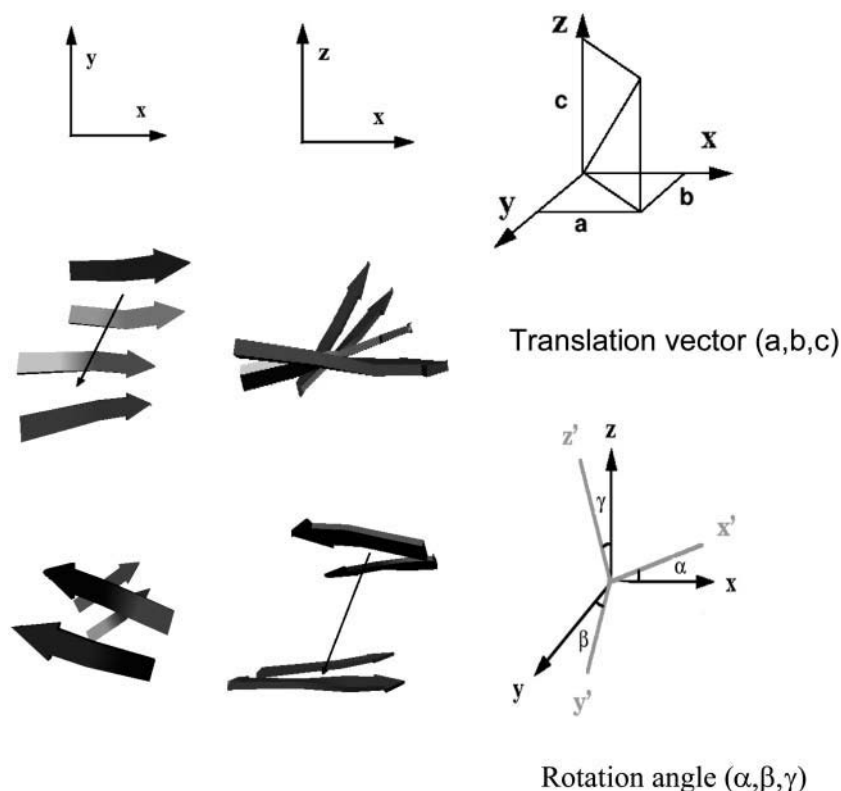 y
x
z
x
z
c
x
y
a
b
Translation vector (a,b,c)
z'
z
γ
x'
α
x
β
y
y'
Rotation angle (α,β,γ)